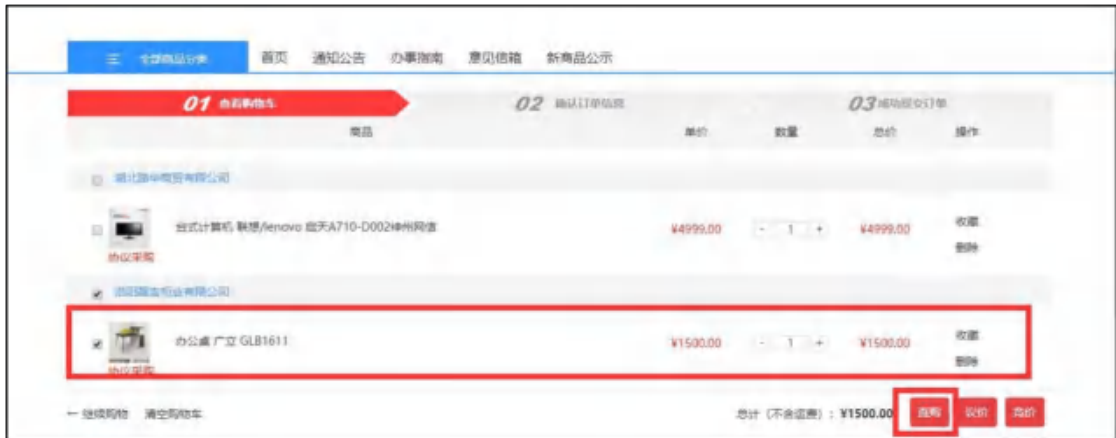 全部商品分类 首页 通知公告 办事指南 意见信箱 新商品公示
01 查看购物车 02 确认订单信息 03 成功提交订单
商品 单价 数量 总价 操作
商贸有限公司
台式计算机 联想/lenovo 启天A710-D002神州网信 ¥4999.00 - 1 + ¥4999.00 收藏
删除
协议采购
柜业有限公司
办公桌 广立 GLB1611 ¥1500.00 - 1 + ¥1500.00 收藏
删除
协议采购
← 继续购物 清空购物车 总计（不含运费）: ¥1500.00 直购 议价 竞价